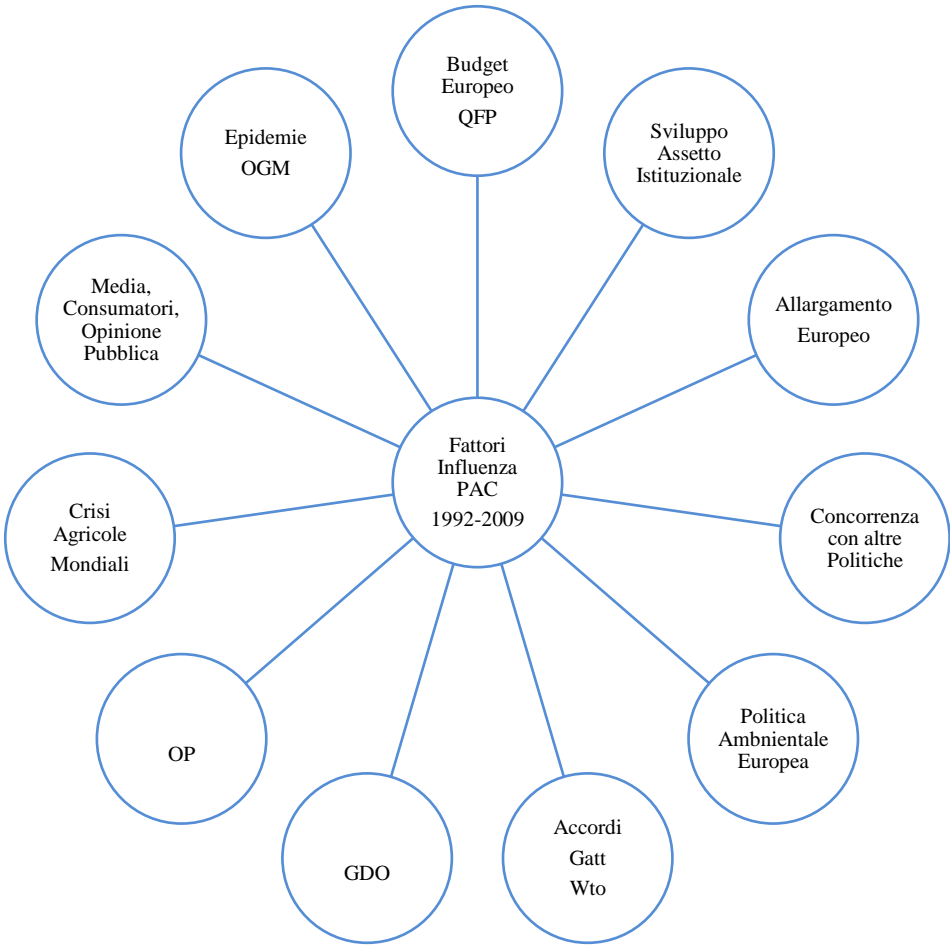 Budget
Europeo
QFP
Sviluppo
Assetto
Istituzionale
Allargamento
Europeo
Concorrenza
con altre
Politiche
Politica
Ambnientale
Europea
Accordi
Gatt
Wto
GDO
OP
Crisi
Agricole
Mondiali
Media,
Consumatori,
Opinione
Pubblica
Epidemie
OGM
Fattori
Influenza
PAC
1992-2009